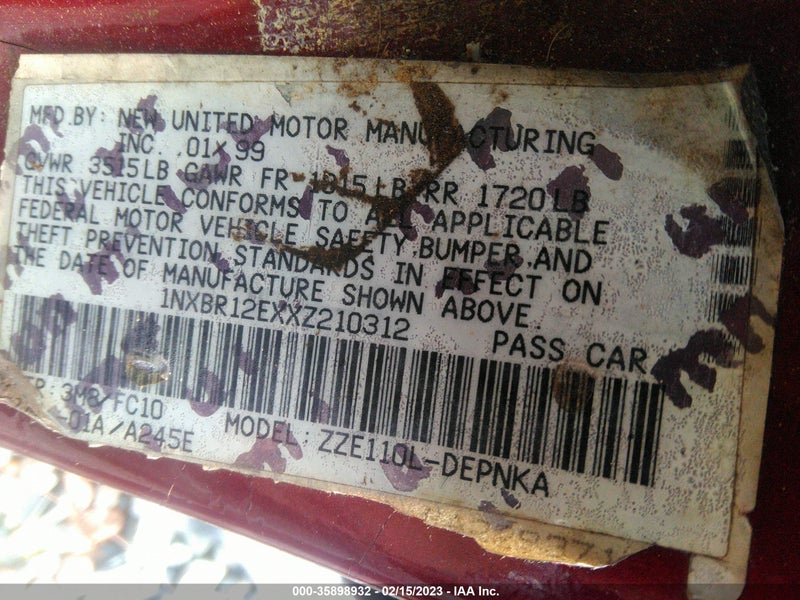 MFD.BY: NEW UNITED MOTOR MANUFACTURING
INC. 01 99
GVWR 3515LB GAWR FR 1815LB RR 1720LB
THIS VEHICLE CONFORMS TO ALL APPLICABLE
FEDERAL MOTOR VEHICLE SAFETY,BUMPER,AND
THEFT PREVENTION STANDARDS IN EFFECT ON
THE DATE OF MANUFACTURE SHOWN ABOVE.
1NXBR12EXXZ210312 PASS CAR
3M8/FC10
-01A/A245E MODEL: ZZE110L-DEPNKA
000-35898932 - 02/15/2023 - IAA Inc.